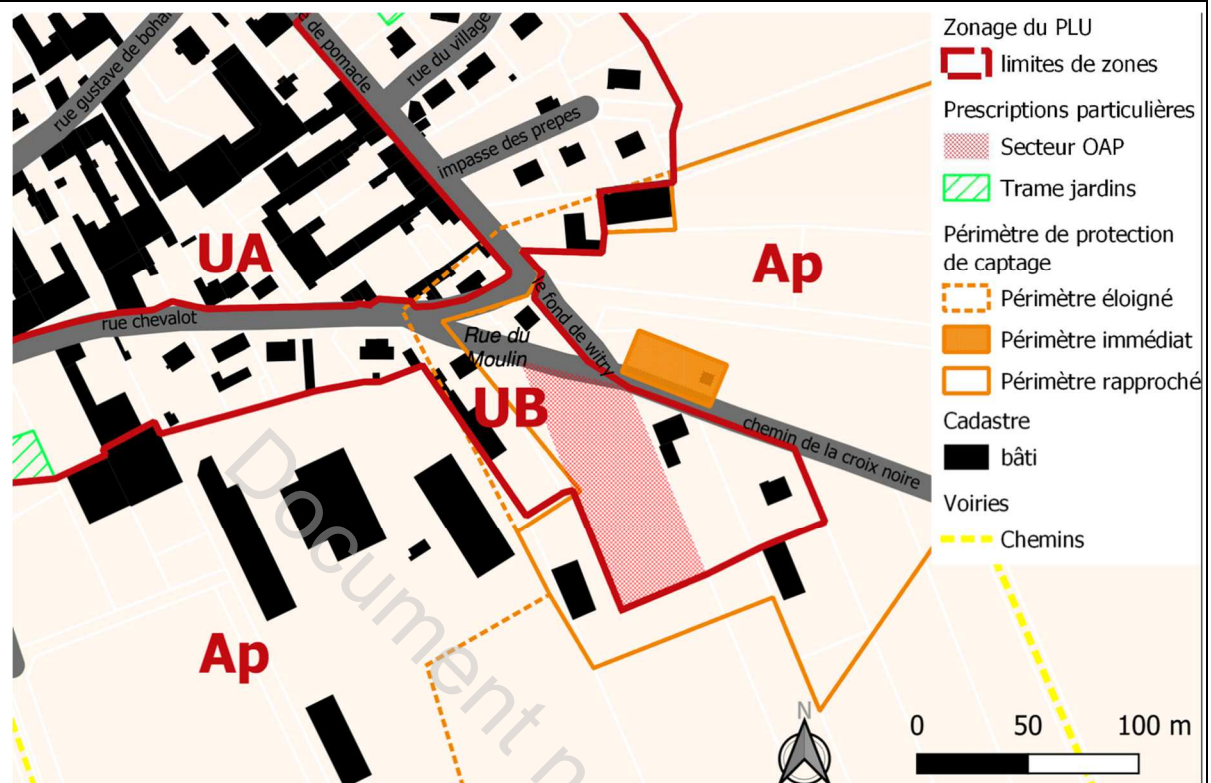 rue gustave de bohan
de pomacle
rue du village
impasse des prepes
UA
Ap
rue chevalot
le fond de witry
Rue du
Moulin
UB
chemin de la croix noire
Ap
Document n
N
0 50 100 m
Zonage du PLU
limites de zones
Prescriptions particulières
Secteur OAP
Trame jardins
Périmètre de protection
de captage
Périmètre éloigné
Périmètre immédiat
Périmètre rapproché
Cadastre
bâti
Voiries
Chemins